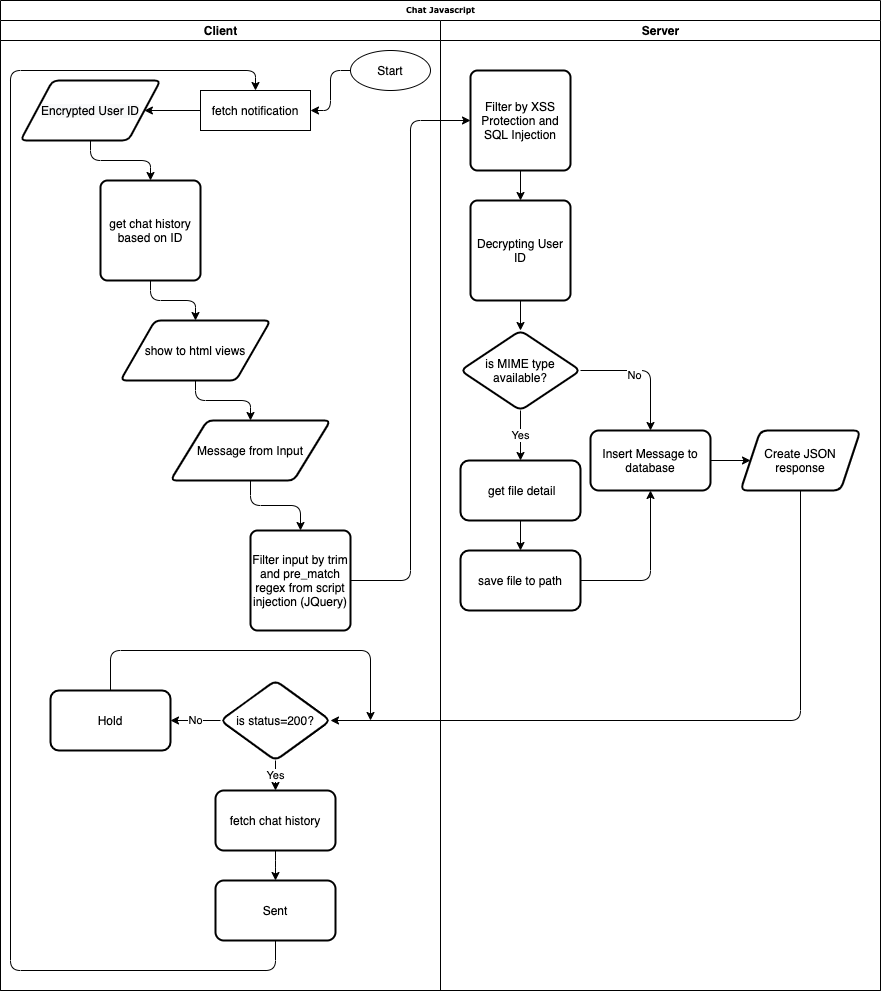 Chat Javascript
Client
Server
Start
fetch notification
Encrypted User ID
get chat history
based on ID
show to html views
Message from Input
Filter input by trim
and pre_match
regex from script
injection (JQuery)
Filter by XSS
Protection and
SQL Injection
Decrypting User
ID
is MIME type
available?
No
Yes
get file detail
save file to path
Insert Message to
database
Create JSON
response
is status=200?
No
Hold
Yes
fetch chat history
Sent